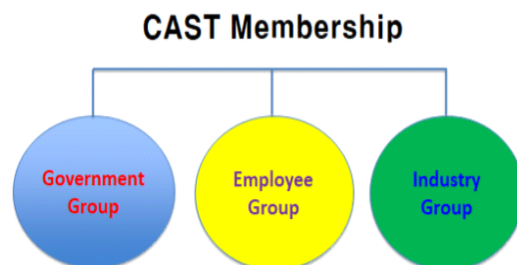 CAST Membership
Government
Group
Employee
Group
Industry
Group